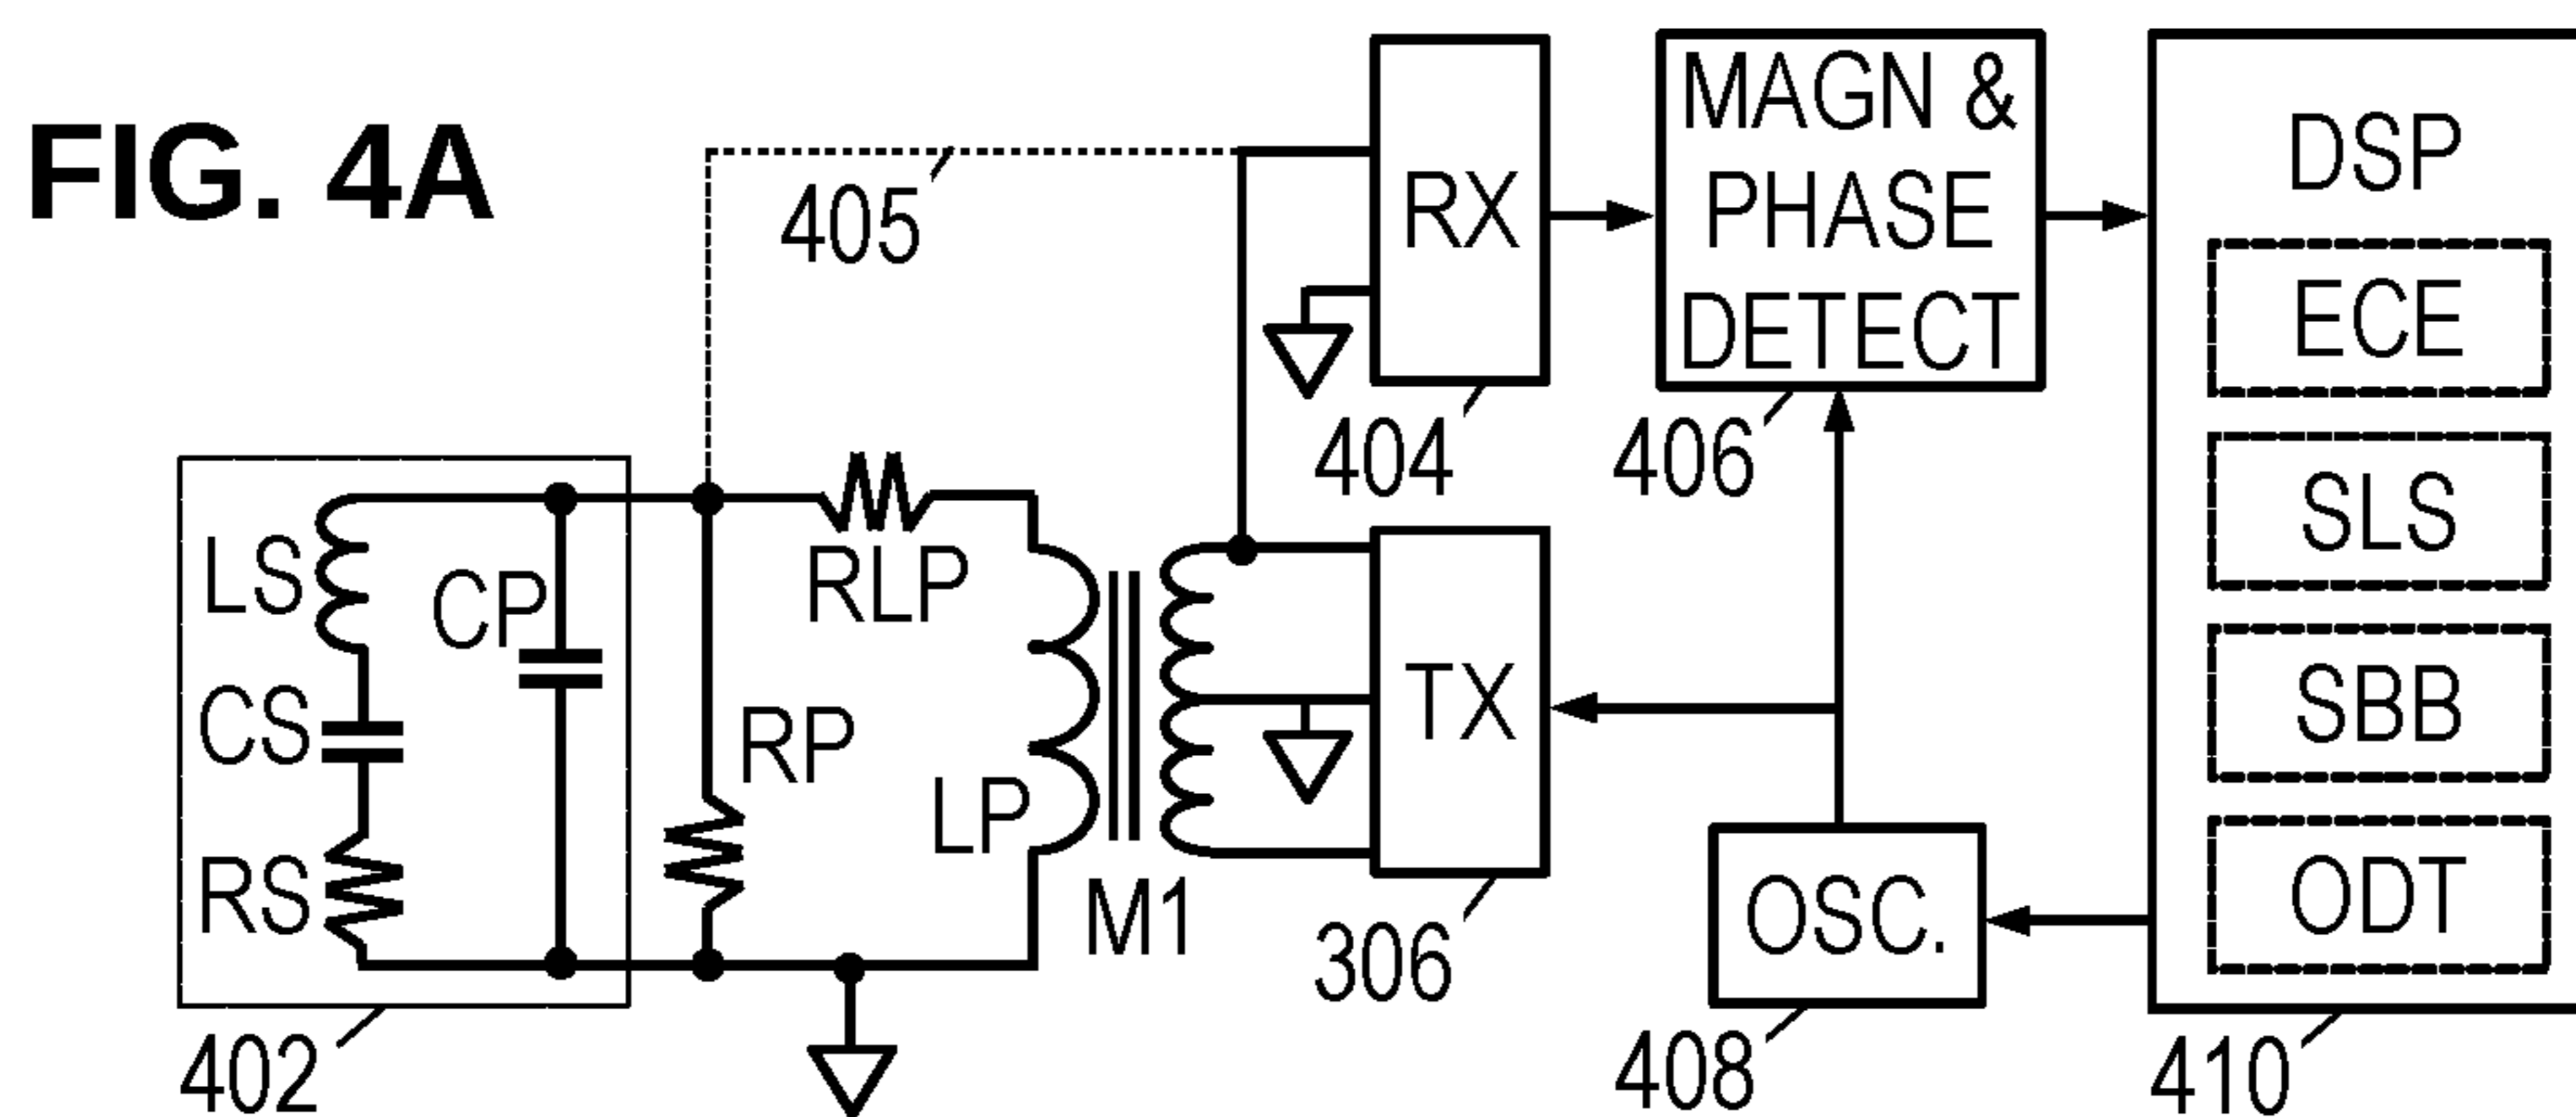 FIG. 4A
405
RX
404
MAGN &
PHASE
DETECT
406
DSP
ECE
SLS
SBB
ODT
410
LS
CS
RS
CP
402
RP
RLP
LP
M1
TX
306
OSC.
408